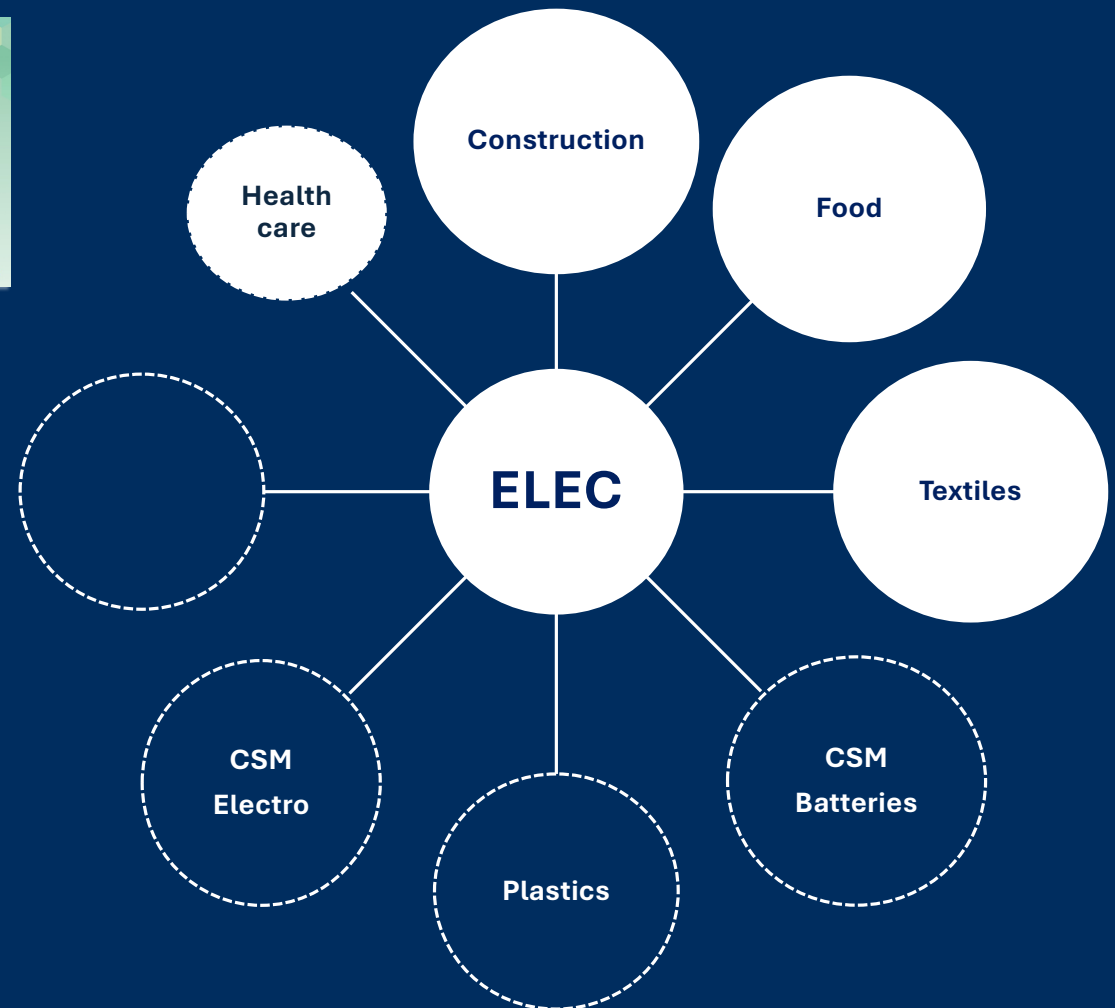 Construction
Health
care
Food
ELEC
Textiles
CSM
Electro
CSM
Batteries
Plastics